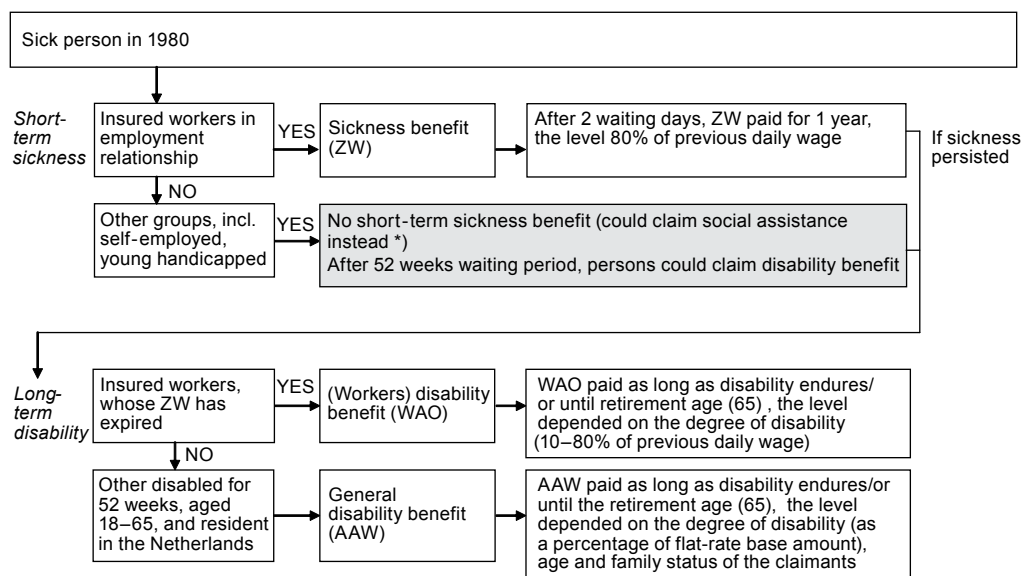 Sick person in 1980
Short-
term
sickness
Insured workers in
employment
relationship
YES
Sickness benefit
(ZW)
After 2 waiting days, ZW paid for 1 year,
the level 80% of previous daily wage
If sickness
persisted
NO
Other groups, incl.
self-employed,
young handicapped
YES
No short-term sickness benefit (could claim social assistance
instead *)
After 52 weeks waiting period, persons could claim disability benefit
Long-
term
disability
Insured workers,
whose ZW has
expired
YES
(Workers) disability
benefit (WAO)
WAO paid as long as disability endures/
or until retirement age (65) , the level
depended on the degree of disability
(10–80% of previous daily wage)
NO
Other disabled for
52 weeks, aged
18–65, and resident
in the Netherlands
General
disability benefit
(AAW)
AAW paid as long as disability endures/or
until the retirement age (65), the level
depended on the degree of disability (as
a percentage of flat-rate base amount),
age and family status of the claimants